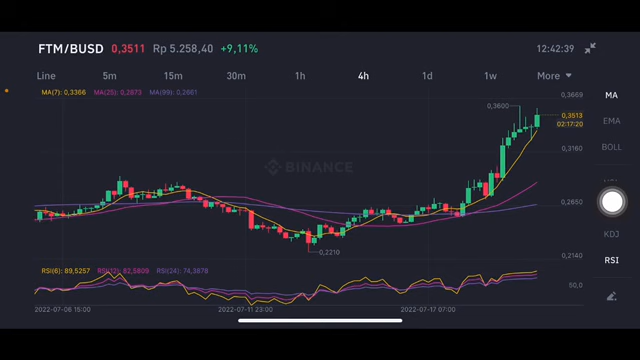 FTM/BUSD 0,3511 Rp 5.258,40 +9,11% 12:42:39
Line 5m 15m 30m 1h 4h 1d 1w More
MA(7): 0,3366 MA(25): 0,2873 MA(99): 0,2661
0,3669
MA
0,3600
0,3513
02:17:20
EMA
0,3160
BOLL
BINANCE
0,2650
0,2210
0,2140
KDJ
RSI(6): 89,5257 RSI(12): 82,5809 RSI(24): 74,3878
RSI
50,0
2022-07-06 15:00 2022-07-11 23:00 2022-07-17 07:00